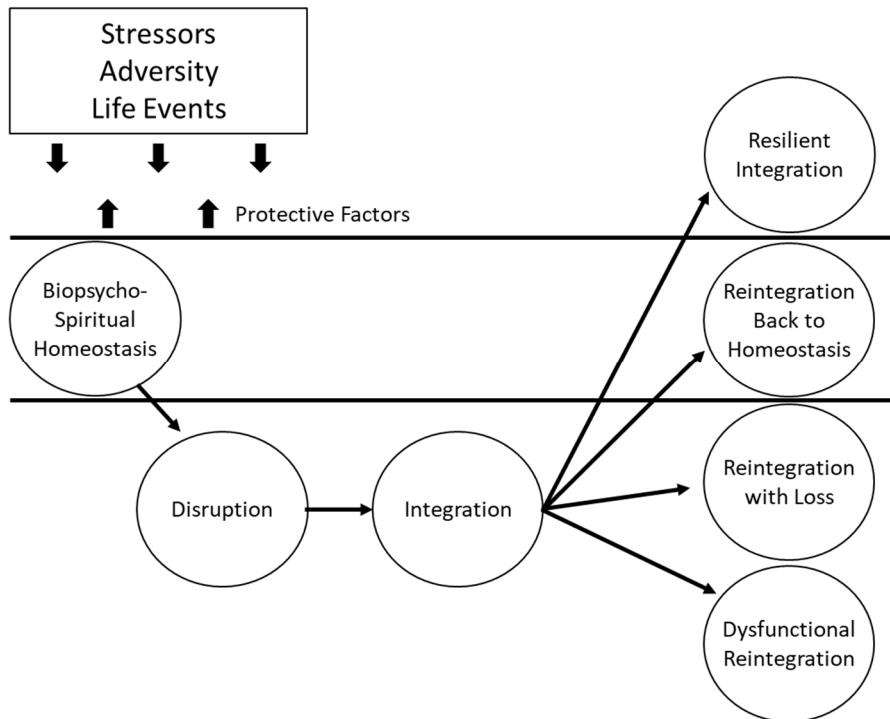 Stressors
Adversity
Life Events
Protective Factors
Biopsycho-
Spiritual
Homeostasis
Disruption
Integration
Resilient
Integration
Reintegration
Back to
Homeostasis
Reintegration
with Loss
Dysfunctional
Reintegration